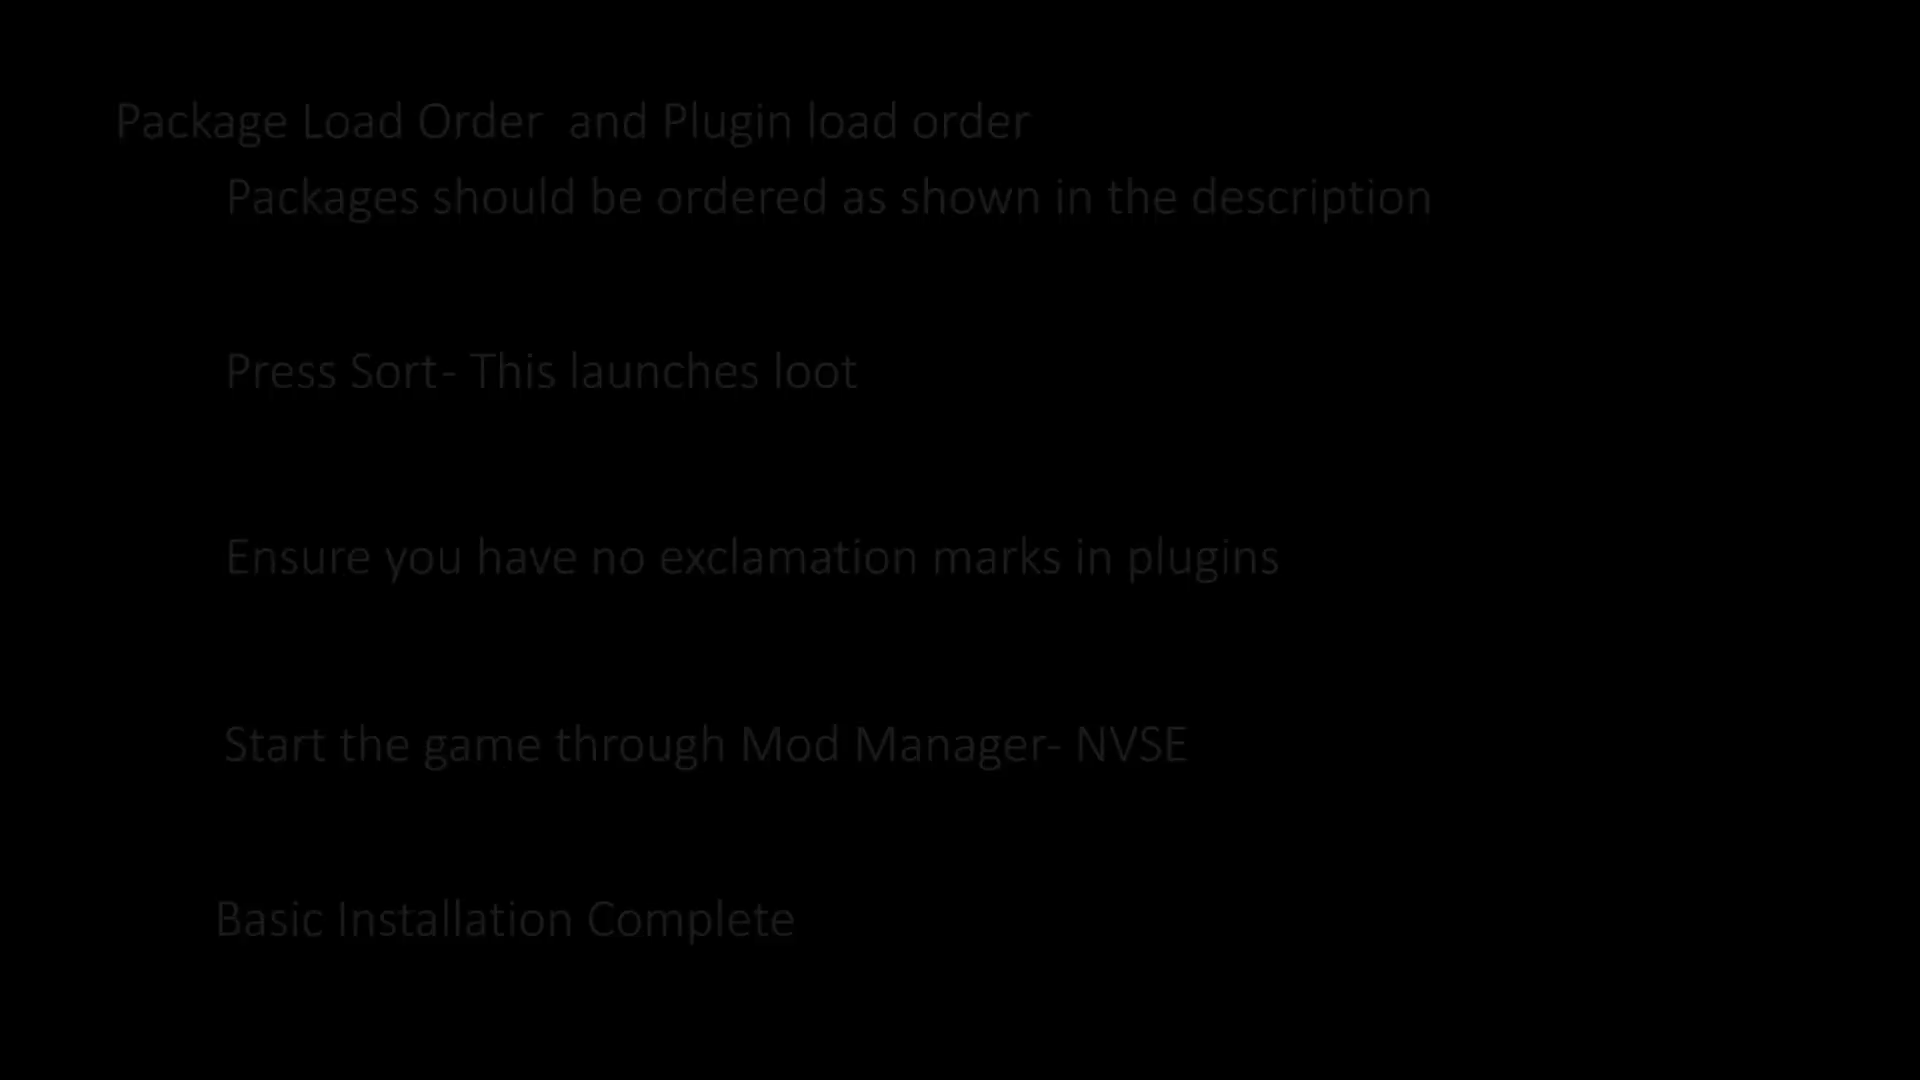 Package Load Order  and Plugin load order
Packages should be ordered as shown in the description
Press Sort- This launches loot
Ensure you have no exclamation marks in plugins
Start the game through Mod Manager- NVSE
Basic Installation Complete